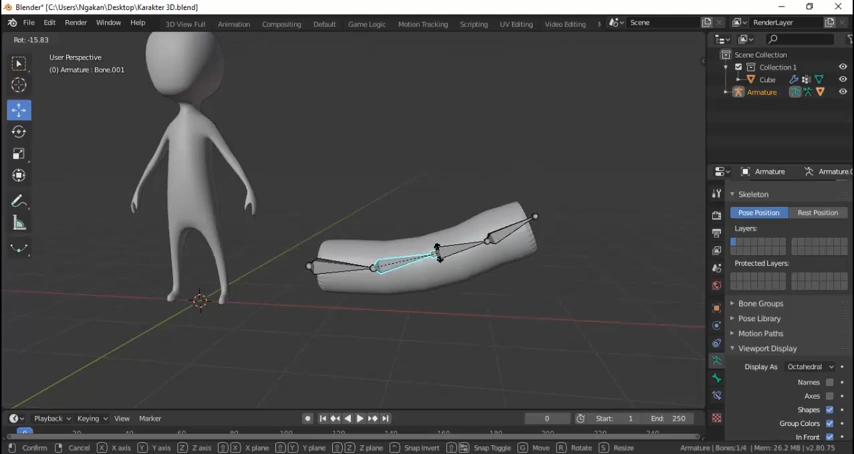 Blender* [C:\Users\Ngakan\Desktop\Karakter 3D.blend]
File Edit Render Window Help 3D View Full Animation Compositing Default Game Logic Motion Tracking Scripting UV Editing Video Editing Scene RenderLayer
Rot: -15.83
User Perspective
(0) Armature : Bone.001
Scene Collection
Collection 1
Cube
Armature
Armature
Skeleton
Pose Position Rest Position
Layers:
Protected Layers:
Bone Groups
Pose Library
Motion Paths
Viewport Display
Display As Octahedral
Names
Axes
Shapes
Group Colors
In Front
Playback Keying View Marker 0 Start: 1 End: 250
Confirm Cancel X X axis Y Y axis Z Z axis X X plane Y Y plane Z Z plane Snap Invert Snap Toggle G Move R Rotate S Resize Armature | Bones:1/4 | Mem: 26.2 MB | v2.80.75